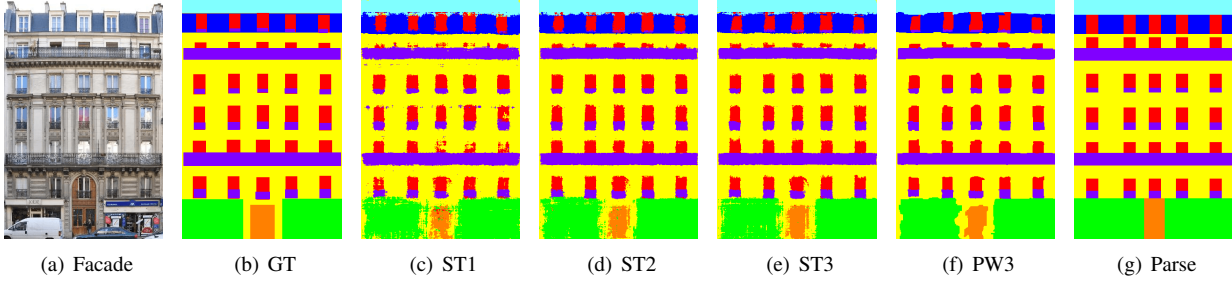 (a) Facade
(b) GT
(c) ST1
(d) ST2
(e) ST3
(f) PW3
(g) Parse